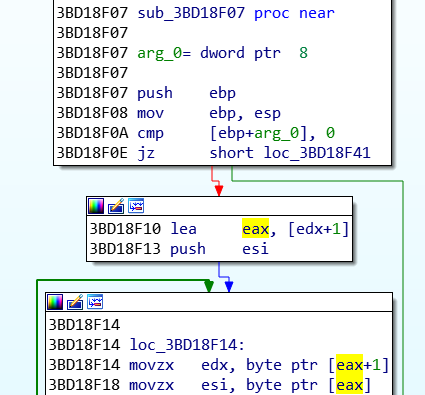 3BD18F07 sub_3BD18F07 proc near
3BD18F07
3BD18F07 arg_0= dword ptr  8
3BD18F07
3BD18F07 push    ebp
3BD18F08 mov     ebp, esp
3BD18F0A cmp     [ebp+arg_0], 0
3BD18F0E jz      short loc_3BD18F41
3BD18F10 lea     eax, [edx+1]
3BD18F13 push    esi
3BD18F14
3BD18F14 loc_3BD18F14:
3BD18F14 movzx   edx, byte ptr [eax+1]
3BD18F18 movzx   esi, byte ptr [eax]